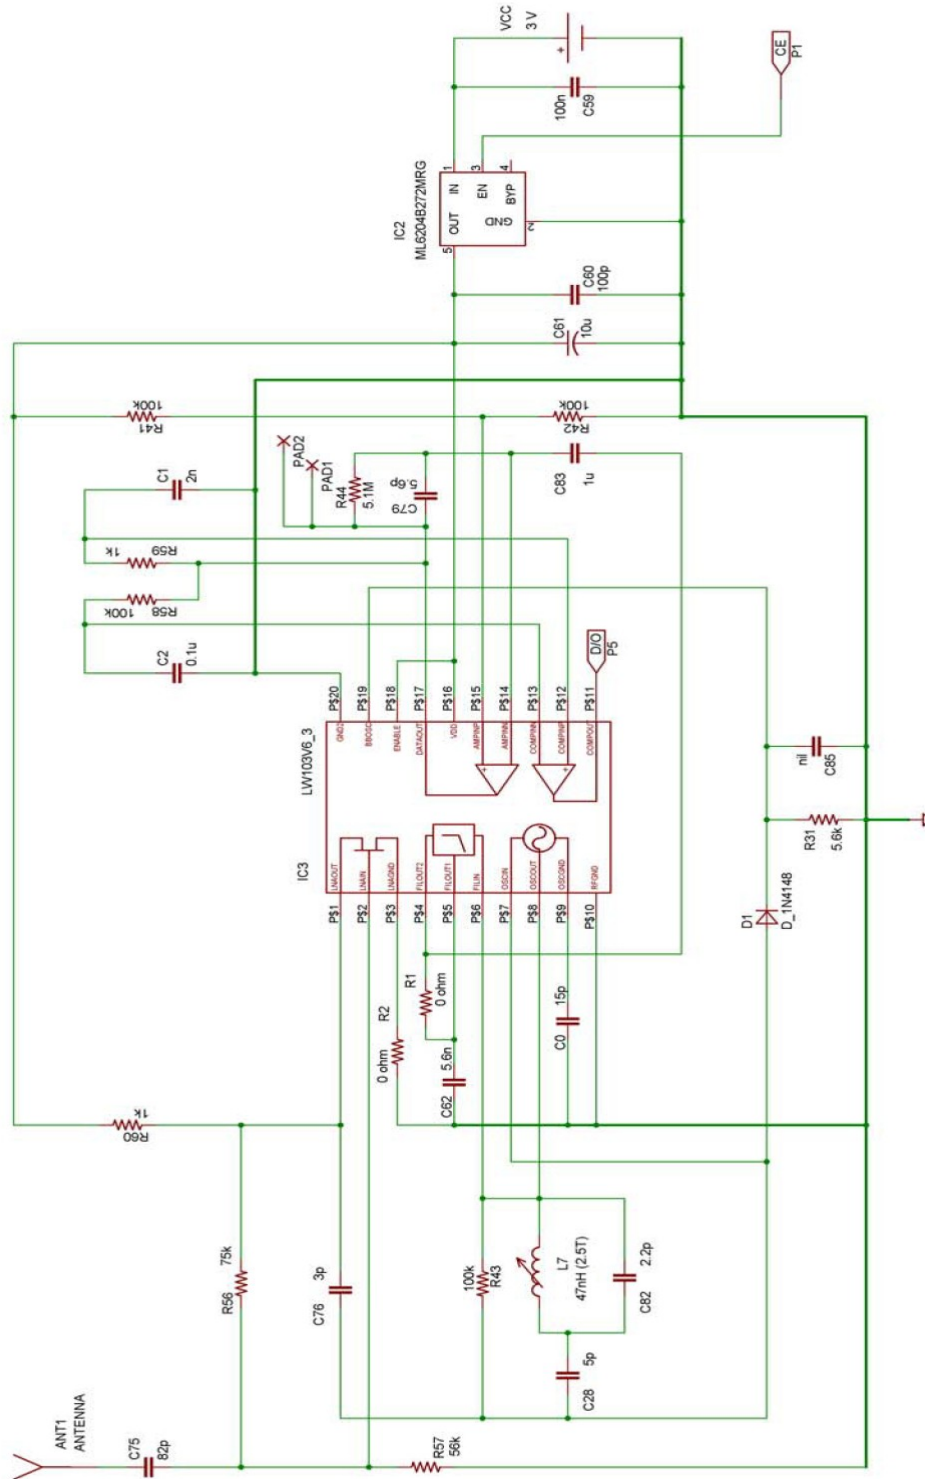 VCC
3 V
CE
P1
100n
C59
IC2
ML6204B272MRG
1
3
4
5
2
IN
EN
BYP
OUT
GND
C60
100p
C61
10u
R41
100k
R42
100k
PAD2
PAD1
C1
2n
R44
5.1M
C79
5.6p
C83
1u
R59
1k
R58
100k
C2
0.1u
D/O
P5
P$20
P$19
P$18
P$17
P$16
P$15
P$14
P$13
P$12
P$11
GND2
BBOSC
ENABLE
DATAOUT
VDD
AMPINP
AMPINN
COMPINN
COMPINP
COMPOUT
LW103V6_3
IC3
LNAOUT
LNAIN
LNAGND
FILOUT2
FILOUT1
FILIN
OSCIN
OSCOUT
OSCGND
RFGND
P$1
P$2
P$3
P$4
P$5
P$6
P$7
P$8
P$9
P$10
nil
C85
R31
5.6k
D1
D_1N4148
R1
0 ohm
R2
0 ohm
15p
C0
5.6n
C62
R60
1k
75k
R56
3p
C76
100k
R43
L7
47nH (2.5T)
2.2p
C82
5p
C28
ANT1
ANTENNA
C75
82p
R57
56k